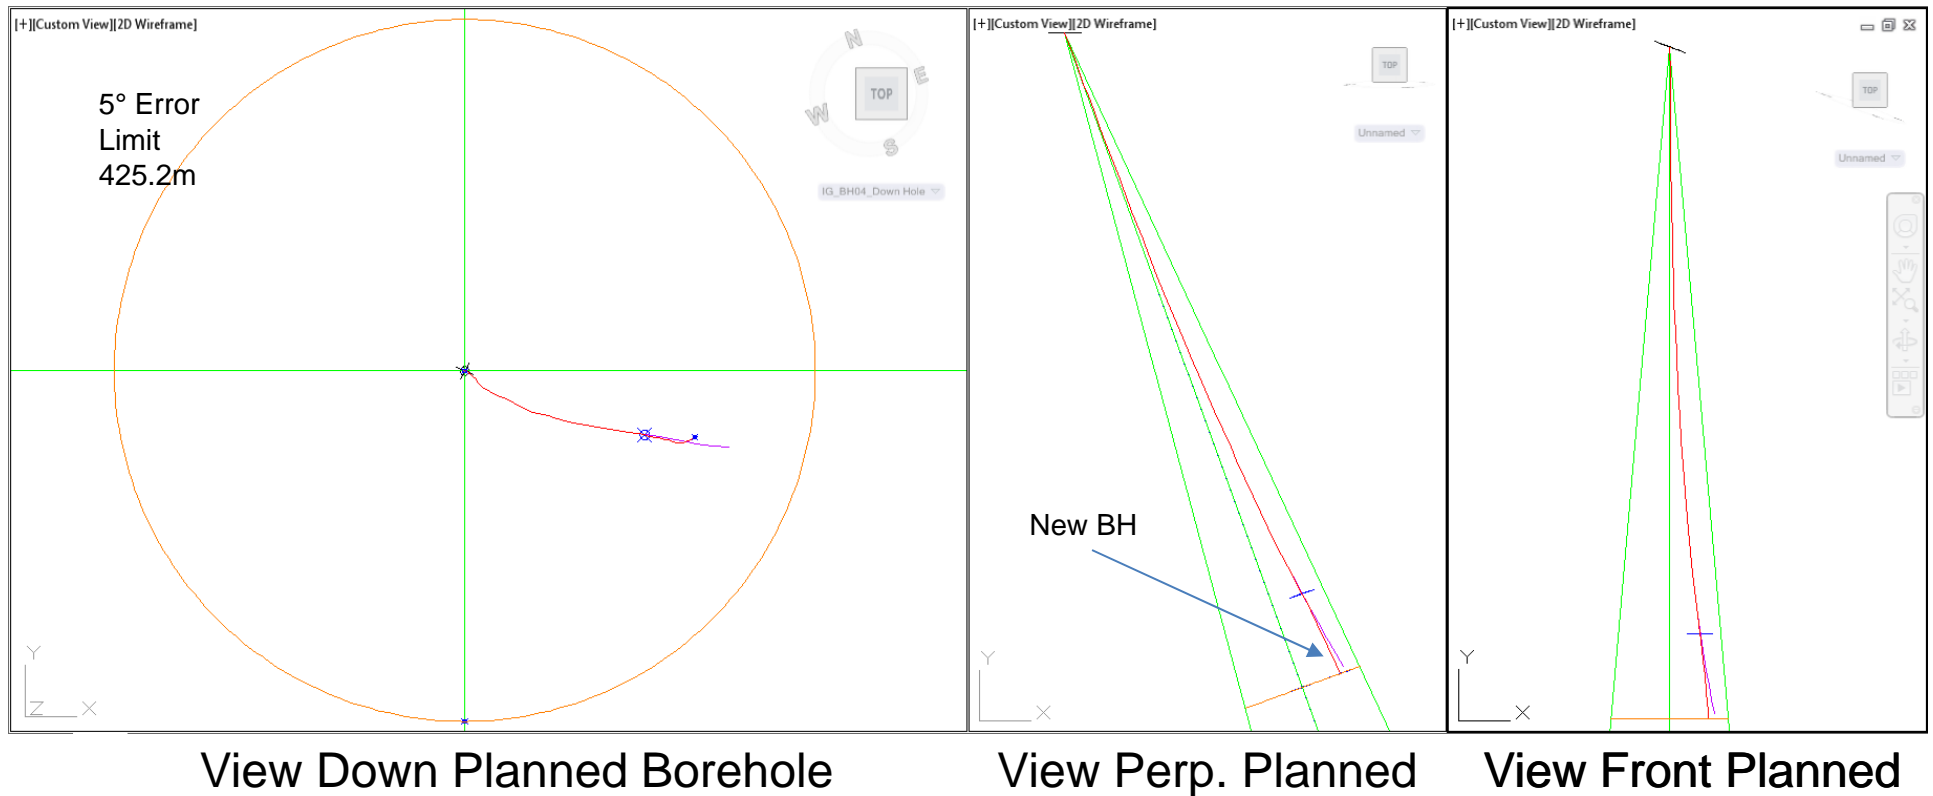 [+][Custom View][2D Wireframe]
5° Error
Limit
425.2m
N
E
W
S
TOP
IG_BH04_Down Hole
Y
Z
X
View Down Planned Borehole
[+][Custom View][2D Wireframe]
TOP
Unnamed
New BH
Y
X
View Perp. Planned
[+][Custom View][2D Wireframe]
TOP
Unnamed
Y
X
View Front Planned